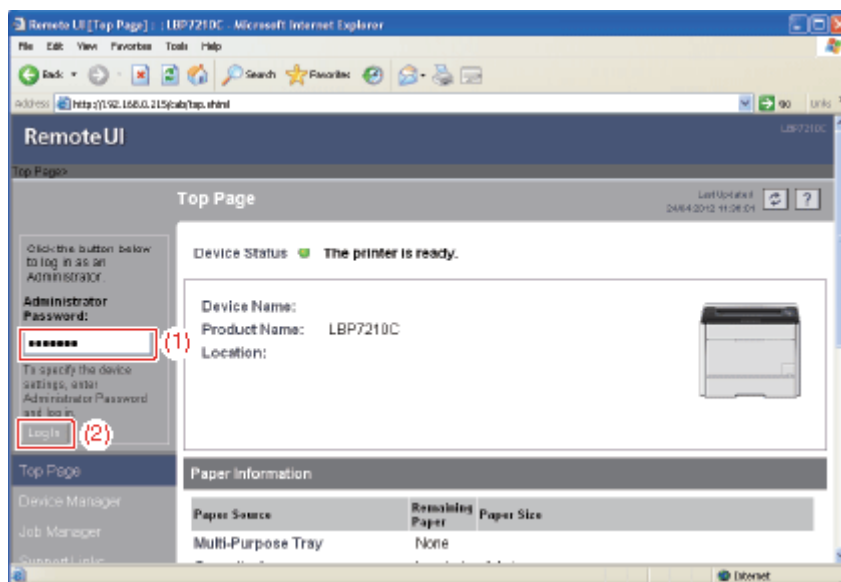 Remote UI [Top Page] : : LBP7210C - Microsoft Internet Explorer
File Edit View Favorites Tools Help
Back Search Favorites
Address http://192.168.0.215/cab/top.shtml Go Links
Remote UI
LBP7210C
Top Page>
Top Page
Last Updated
24/04/2012 11:36:01
?
Click the button below
to log in as an
Administrator.
Administrator
Password:
(1)
To specify the device
settings, enter
Administrator Password
and log in.
Log In (2)
Top Page
Device Manager
Job Manager
Support Links
Device Status The printer is ready.
Device Name:
Product Name: LBP7210C
Location:
Paper Information
Paper Source Remaining Paper Paper Size
Multi-Purpose Tray None
Internet